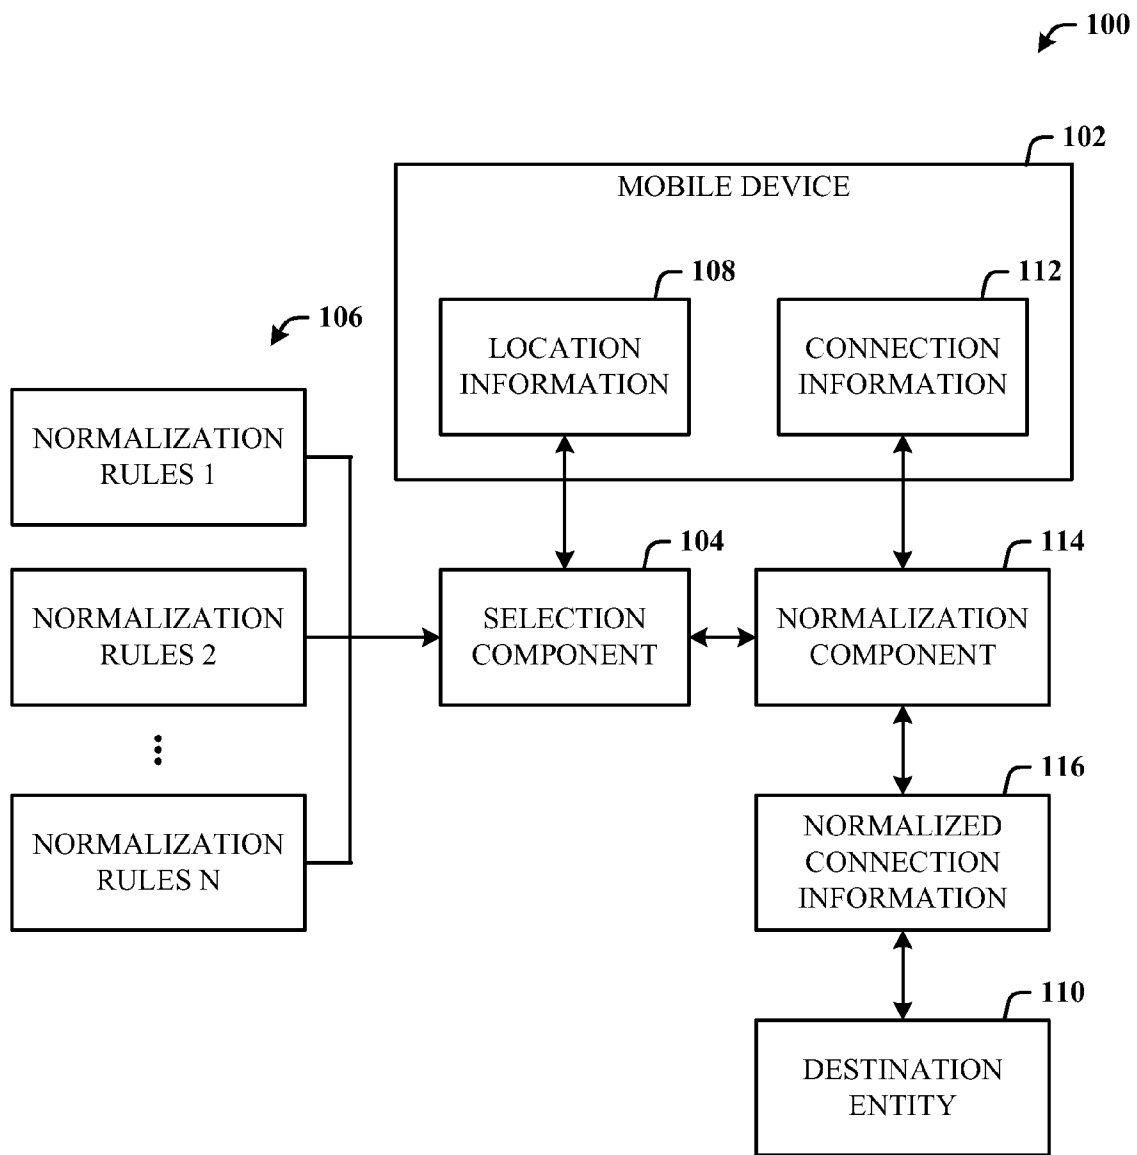 100
102
MOBILE DEVICE
108
112
LOCATION
INFORMATION
CONNECTION
INFORMATION
106
NORMALIZATION
RULES 1
104
114
NORMALIZATION
RULES 2
SELECTION
COMPONENT
NORMALIZATION
COMPONENT
116
NORMALIZATION
RULES N
NORMALIZED
CONNECTION
INFORMATION
110
DESTINATION
ENTITY